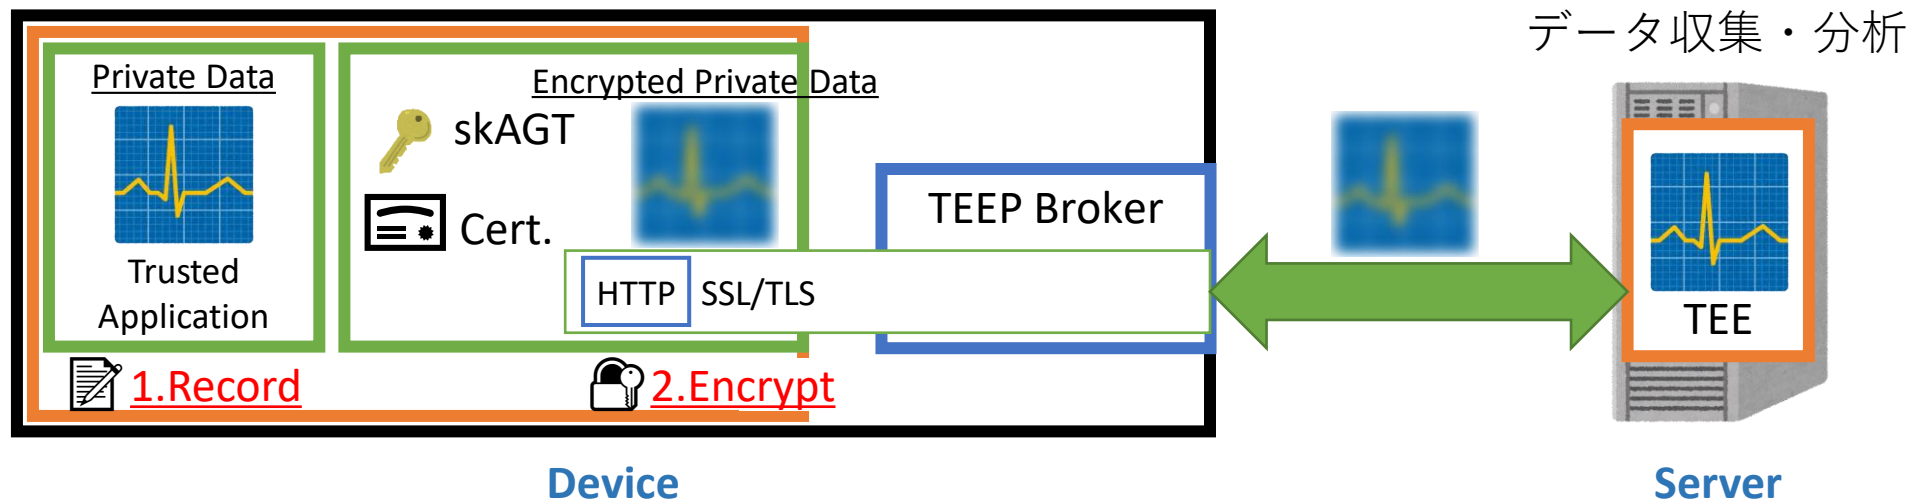 データ収集・分析
Private Data
Encrypted Private Data
skAGT
Cert.
TEEP Broker
Trusted
Application
HTTP
SSL/TLS
TEE
1.Record
2.Encrypt
Device
Server